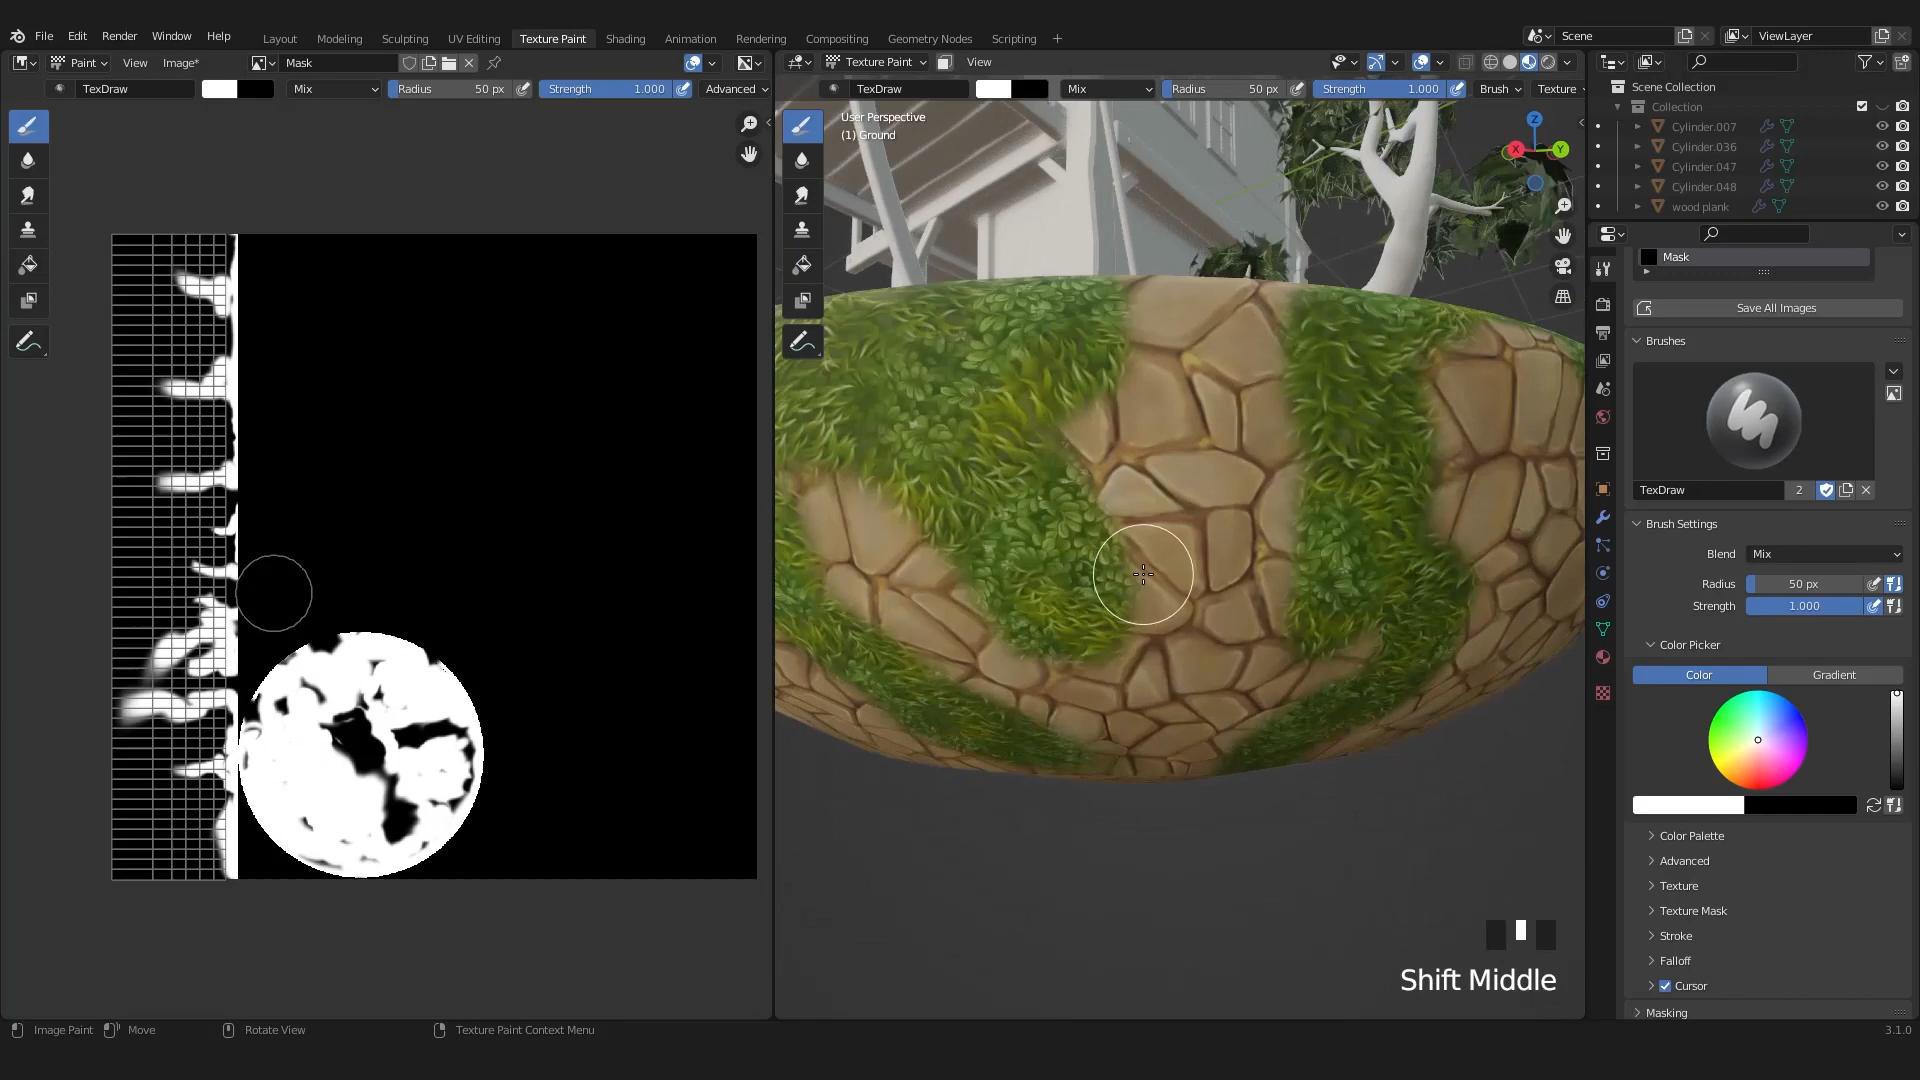 File Edit Render Window Help Layout Modeling Sculpting UV Editing Texture Paint Shading Animation Rendering Compositing Geometry Nodes Scripting + Scene ViewLayer
Paint View Image* Mask Texture Paint View
TexDraw Mix Radius 50 px Strength 1.000 Advanced TexDraw Mix Radius 50 px Strength 1.000 Brush Texture
User Perspective
(1) Ground
Z
X
Y
Scene Collection
Collection
Cylinder.007
Cylinder.036
Cylinder.047
Cylinder.048
wood plank
Mask
Save All Images
Brushes
TexDraw 2
Brush Settings
Blend Mix
Radius 50 px
Strength 1.000
Color Picker
Color Gradient
Color Palette
Advanced
Texture
Texture Mask
Stroke
Falloff
Cursor
Masking
Shift Middle
Image Paint Move Rotate View Texture Paint Context Menu 3.1.0